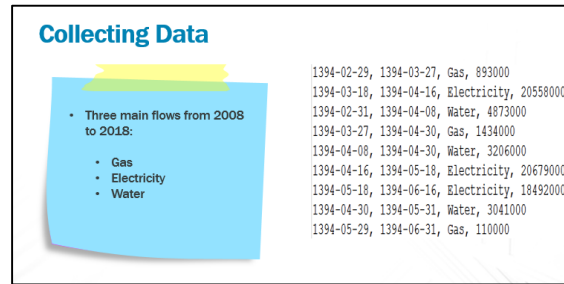 Collecting Data
• Three main flows from 2008
to 2018:
• Gas
• Electricity
• Water
1394-02-29, 1394-03-27, Gas, 893000
1394-03-18, 1394-04-16, Electricity, 20558000
1394-02-31, 1394-04-08, Water, 4873000
1394-03-27, 1394-04-30, Gas, 1434000
1394-04-08, 1394-04-30, Water, 3206000
1394-04-16, 1394-05-18, Electricity, 20679000
1394-05-18, 1394-06-16, Electricity, 18492000
1394-04-30, 1394-05-31, Water, 3041000
1394-05-29, 1394-06-31, Gas, 110000